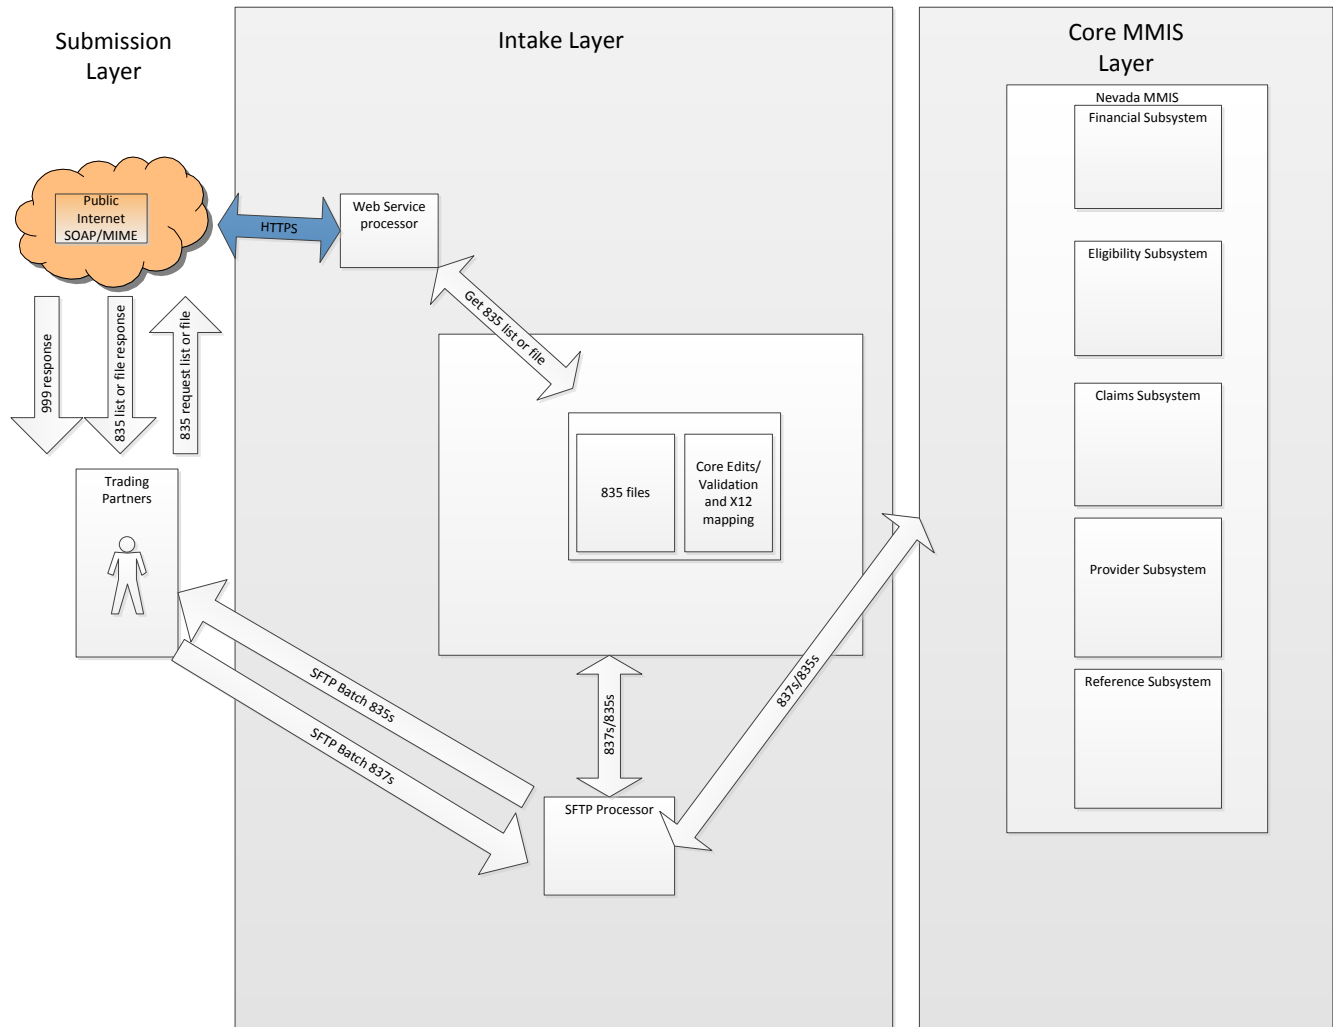 Submission
Layer
Intake Layer
Core MMIS
Layer
Nevada MMIS
Financial Subsystem
Public
Internet
SOAP/MIME
HTTPS
Web Service
processor
Eligibility Subsystem
Get 835 list or file
999 response
835 list or file response
835 request list or file
Claims Subsystem
835 files
Core Edits/
Validation
and X12
mapping
Trading
Partners
Provider Subsystem
SFTP Batch 835s
SFTP Batch 837s
837s/835s
837s/835s
Reference Subsystem
SFTP Processor